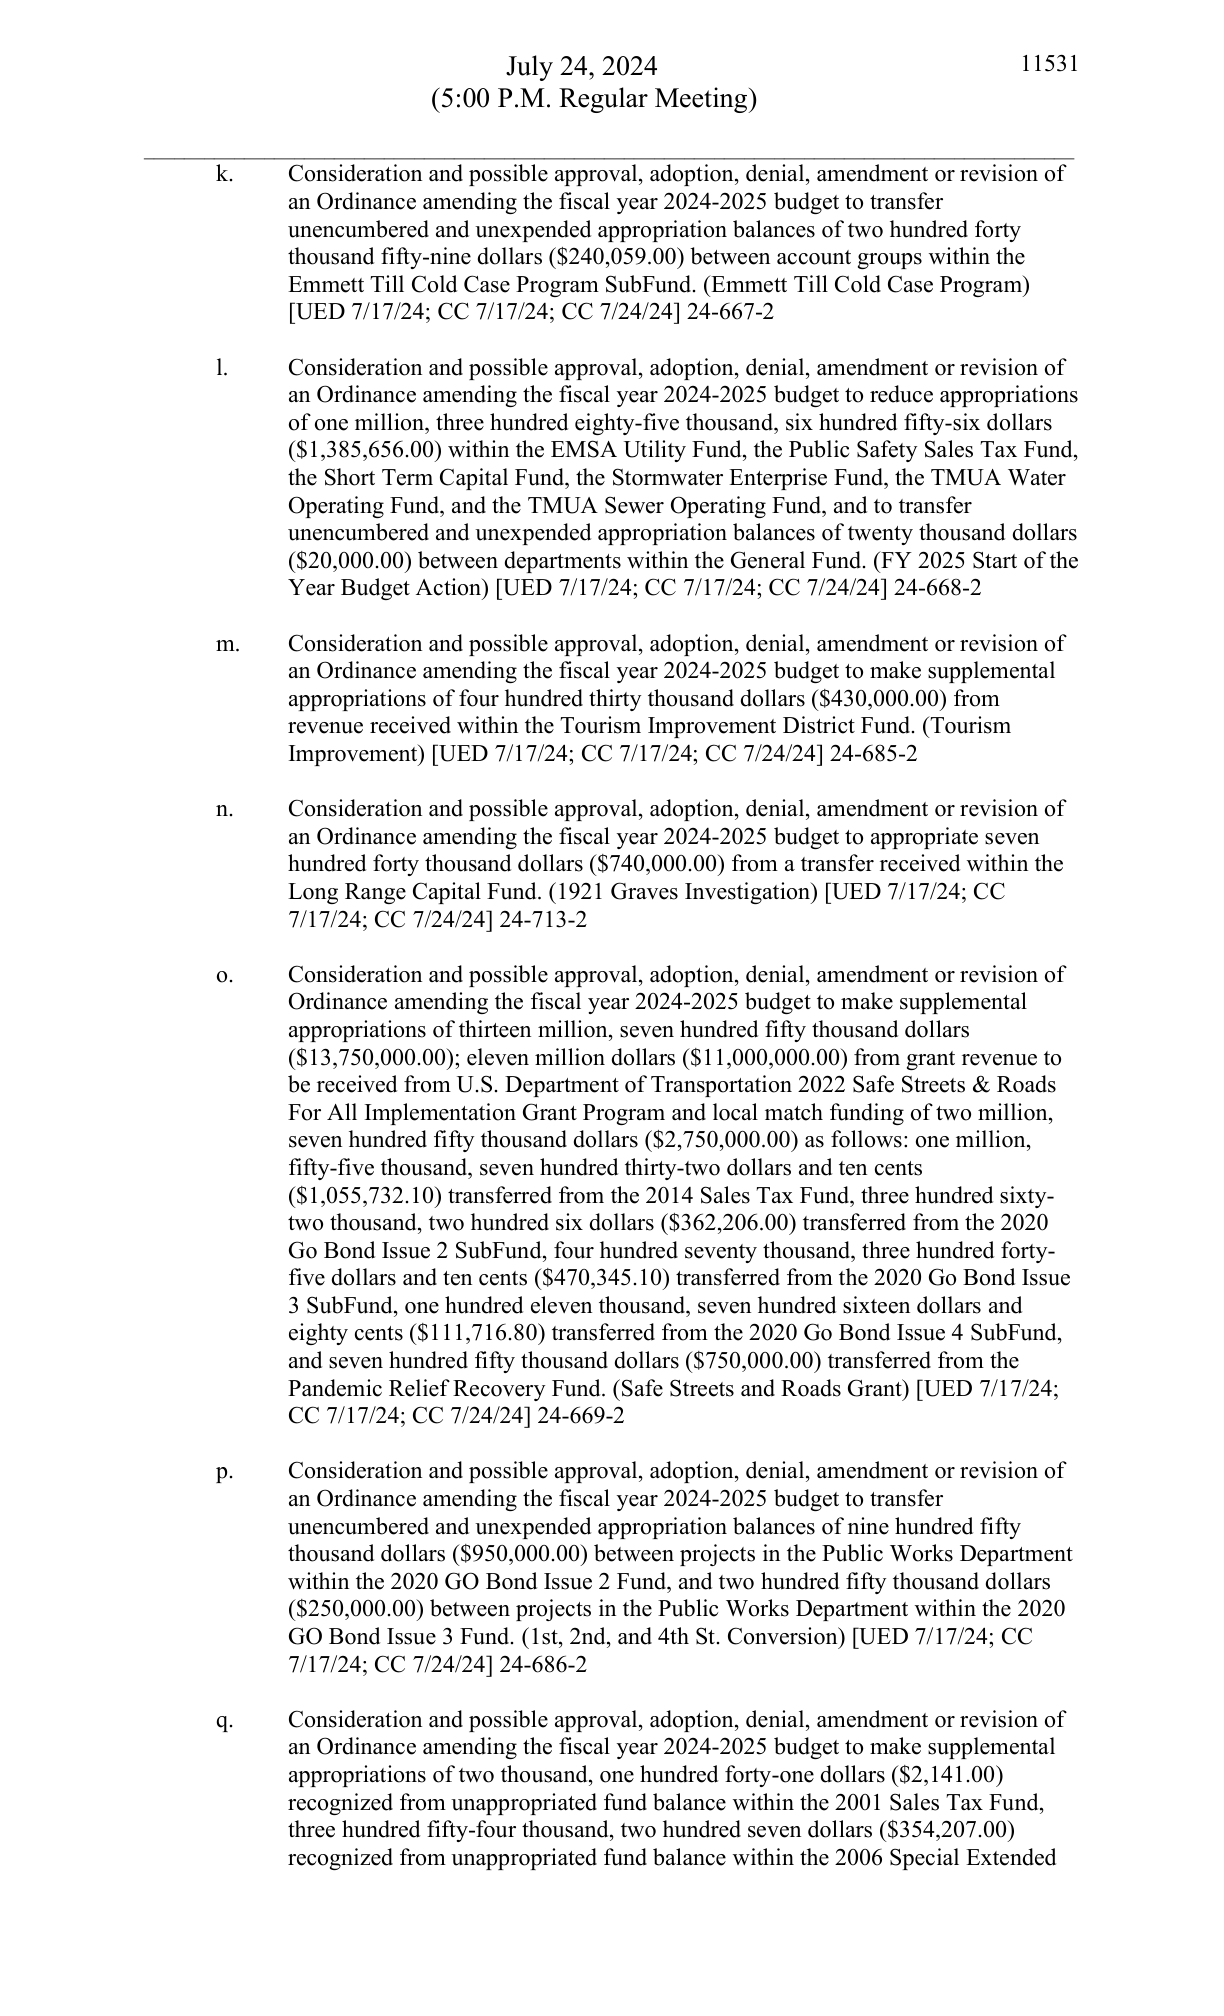 July 24, 2024
11531
(5:00 P.M. Regular Meeting)
k. Consideration and possible approval, adoption, denial, amendment or revision of
an Ordinance amending the fiscal year 2024-2025 budget to transfer
unencumbered and unexpended appropriation balances of two hundred forty
thousand fifty-nine dollars ($240,059.00) between account groups within the
Emmett Till Cold Case Program SubFund. (Emmett Till Cold Case Program)
[UED 7/17/24; CC 7/17/24; CC 7/24/24] 24-667-2
l. Consideration and possible approval, adoption, denial, amendment or revision of
an Ordinance amending the fiscal year 2024-2025 budget to reduce appropriations
of one million, three hundred eighty-five thousand, six hundred fifty-six dollars
($1,385,656.00) within the EMSA Utility Fund, the Public Safety Sales Tax Fund,
the Short Term Capital Fund, the Stormwater Enterprise Fund, the TMUA Water
Operating Fund, and the TMUA Sewer Operating Fund, and to transfer
unencumbered and unexpended appropriation balances of twenty thousand dollars
($20,000.00) between departments within the General Fund. (FY 2025 Start of the
Year Budget Action) [UED 7/17/24; CC 7/17/24; CC 7/24/24] 24-668-2
m. Consideration and possible approval, adoption, denial, amendment or revision of
an Ordinance amending the fiscal year 2024-2025 budget to make supplemental
appropriations of four hundred thirty thousand dollars ($430,000.00) from
revenue received within the Tourism Improvement District Fund. (Tourism
Improvement) [UED 7/17/24; CC 7/17/24; CC 7/24/24] 24-685-2
n. Consideration and possible approval, adoption, denial, amendment or revision of
an Ordinance amending the fiscal year 2024-2025 budget to appropriate seven
hundred forty thousand dollars ($740,000.00) from a transfer received within the
Long Range Capital Fund. (1921 Graves Investigation) [UED 7/17/24; CC
7/17/24; CC 7/24/24] 24-713-2
o. Consideration and possible approval, adoption, denial, amendment or revision of
Ordinance amending the fiscal year 2024-2025 budget to make supplemental
appropriations of thirteen million, seven hundred fifty thousand dollars
($13,750,000.00); eleven million dollars ($11,000,000.00) from grant revenue to
be received from U.S. Department of Transportation 2022 Safe Streets & Roads
For All Implementation Grant Program and local match funding of two million,
seven hundred fifty thousand dollars ($2,750,000.00) as follows: one million,
fifty-five thousand, seven hundred thirty-two dollars and ten cents
($1,055,732.10) transferred from the 2014 Sales Tax Fund, three hundred sixty-
two thousand, two hundred six dollars ($362,206.00) transferred from the 2020
Go Bond Issue 2 SubFund, four hundred seventy thousand, three hundred forty-
five dollars and ten cents ($470,345.10) transferred from the 2020 Go Bond Issue
3 SubFund, one hundred eleven thousand, seven hundred sixteen dollars and
eighty cents ($111,716.80) transferred from the 2020 Go Bond Issue 4 SubFund,
and seven hundred fifty thousand dollars ($750,000.00) transferred from the
Pandemic Relief Recovery Fund. (Safe Streets and Roads Grant) [UED 7/17/24;
CC 7/17/24; CC 7/24/24] 24-669-2
p. Consideration and possible approval, adoption, denial, amendment or revision of
an Ordinance amending the fiscal year 2024-2025 budget to transfer
unencumbered and unexpended appropriation balances of nine hundred fifty
thousand dollars ($950,000.00) between projects in the Public Works Department
within the 2020 GO Bond Issue 2 Fund, and two hundred fifty thousand dollars
($250,000.00) between projects in the Public Works Department within the 2020
GO Bond Issue 3 Fund. (1st, 2nd, and 4th St. Conversion) [UED 7/17/24; CC
7/17/24; CC 7/24/24] 24-686-2
q. Consideration and possible approval, adoption, denial, amendment or revision of
an Ordinance amending the fiscal year 2024-2025 budget to make supplemental
appropriations of two thousand, one hundred forty-one dollars ($2,141.00)
recognized from unappropriated fund balance within the 2001 Sales Tax Fund,
three hundred fifty-four thousand, two hundred seven dollars ($354,207.00)
recognized from unappropriated fund balance within the 2006 Special Extended